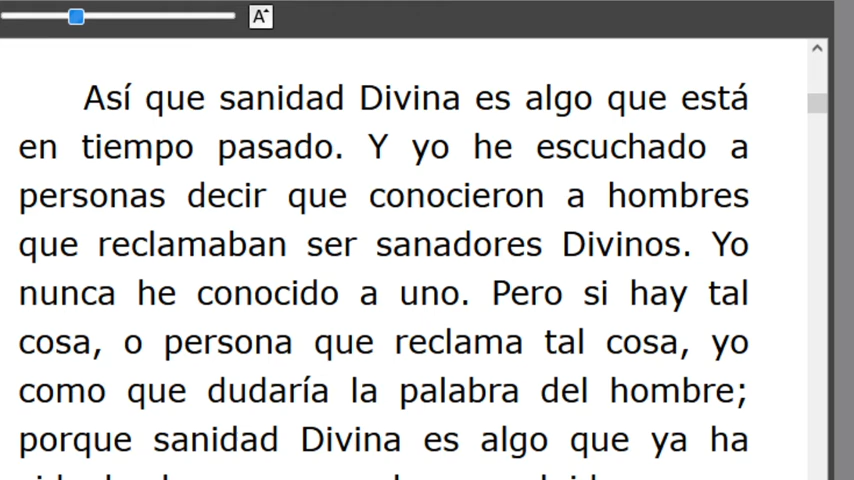 A
Así que sanidad Divina es algo que está
en tiempo pasado. Y yo he escuchado a
personas decir que conocieron a hombres
que reclamaban ser sanadores Divinos. Yo
nunca he conocido a uno. Pero si hay tal
cosa, o persona que reclama tal cosa, yo
como que dudaría la palabra del hombre;
porque sanidad Divina es algo que ya ha